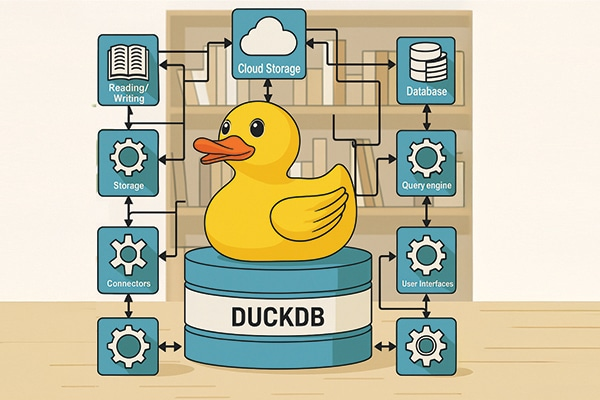 Cloud Storage
Reading/
Writing
Database
Storage
Query engine
Connectors
User Interfaces
DUCKDB